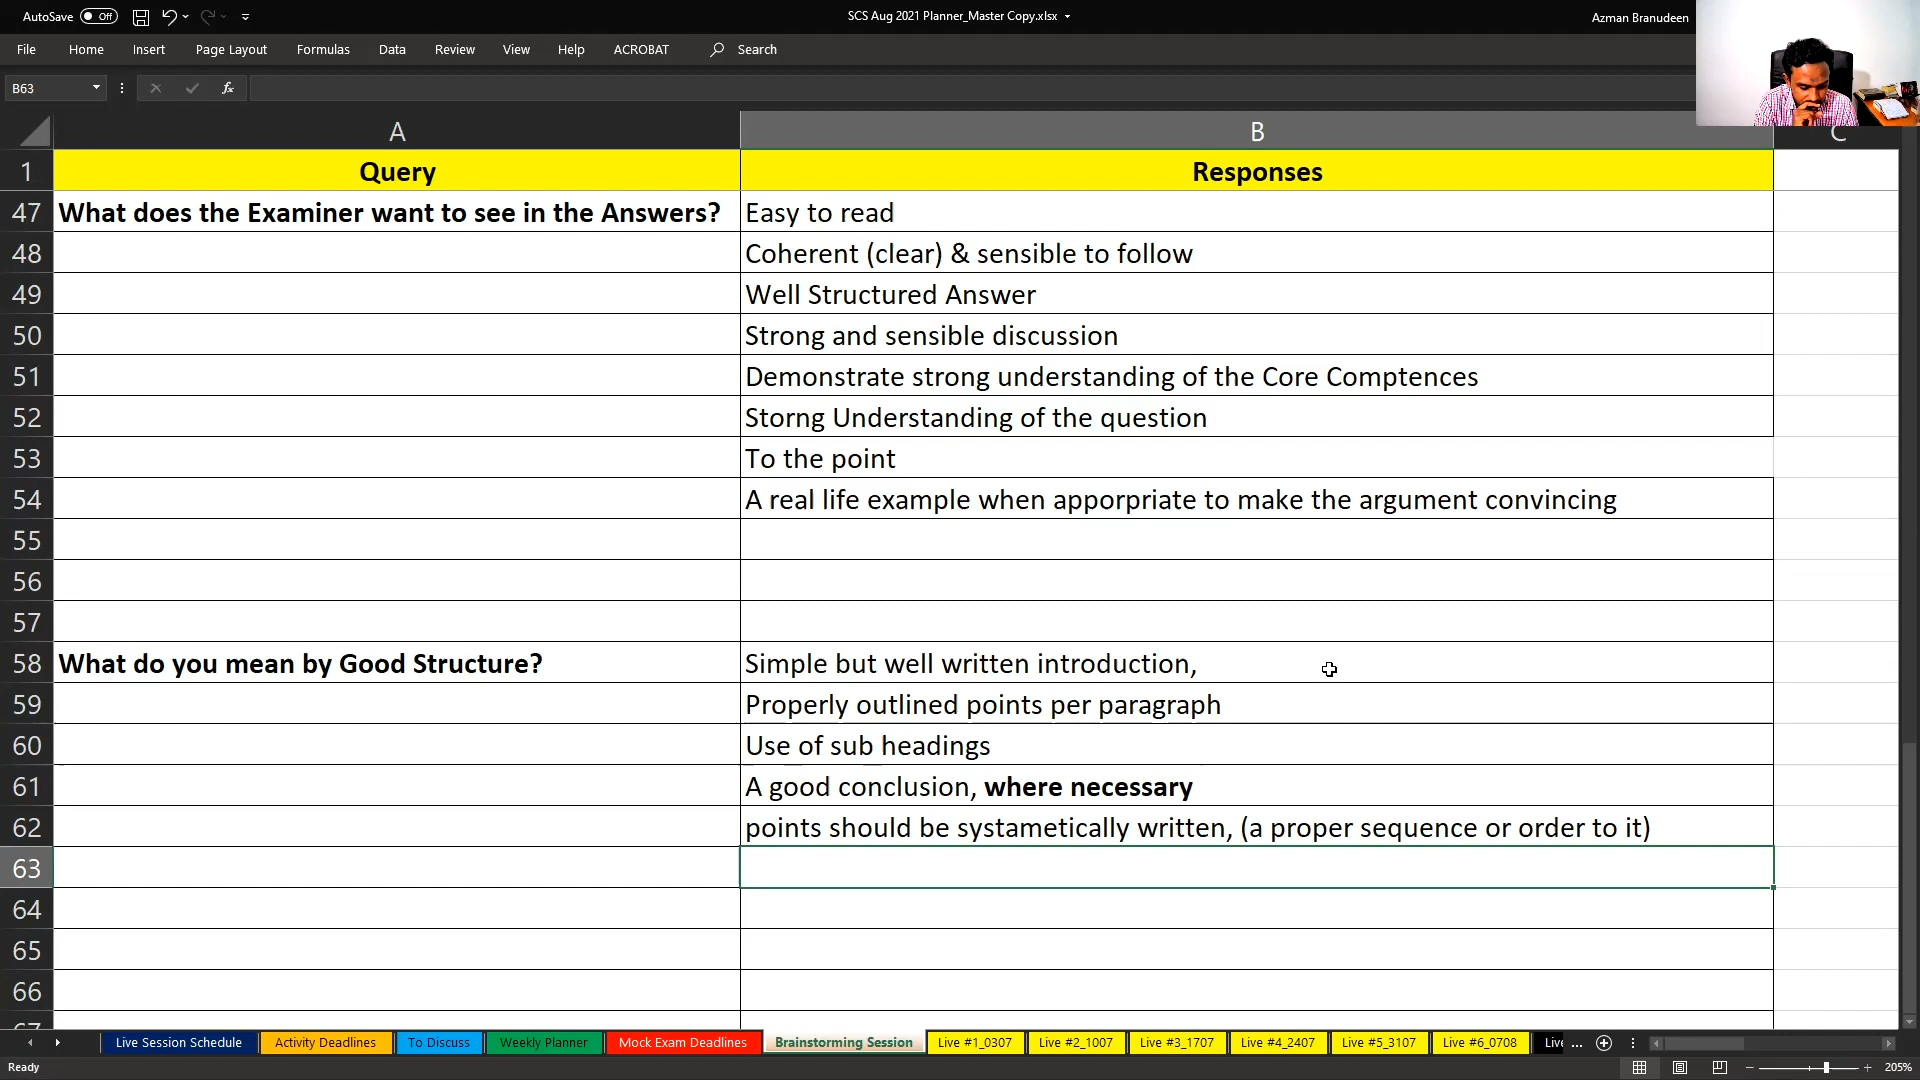 AutoSave Off
SCS Aug 2021 Planner_Master Copy.xlsx
Azman Branudeen
File Home Insert Page Layout Formulas Data Review View Help ACROBAT Search
B63 fx
A B C
1 Query Responses
47 What does the Examiner want to see in the Answers? Easy to read
48 Coherent (clear) & sensible to follow
49 Well Structured Answer
50 Strong and sensible discussion
51 Demonstrate strong understanding of the Core Comptences
52 Storng Understanding of the question
53 To the point
54 A real life example when apporpriate to make the argument convincing
55
56
57
58 What do you mean by Good Structure? Simple but well written introduction,
59 Properly outlined points per paragraph
60 Use of sub headings
61 A good conclusion, where necessary
62 points should be systametically written, (a proper sequence or order to it)
63
64
65
66
67
Live Session Schedule Activity Deadlines To Discuss Weekly Planner Mock Exam Deadlines Brainstorming Session Live #1_0307 Live #2_1007 Live #3_1707 Live #4_2407 Live #5_3107 Live #6_0708 Live ...
Ready 205%